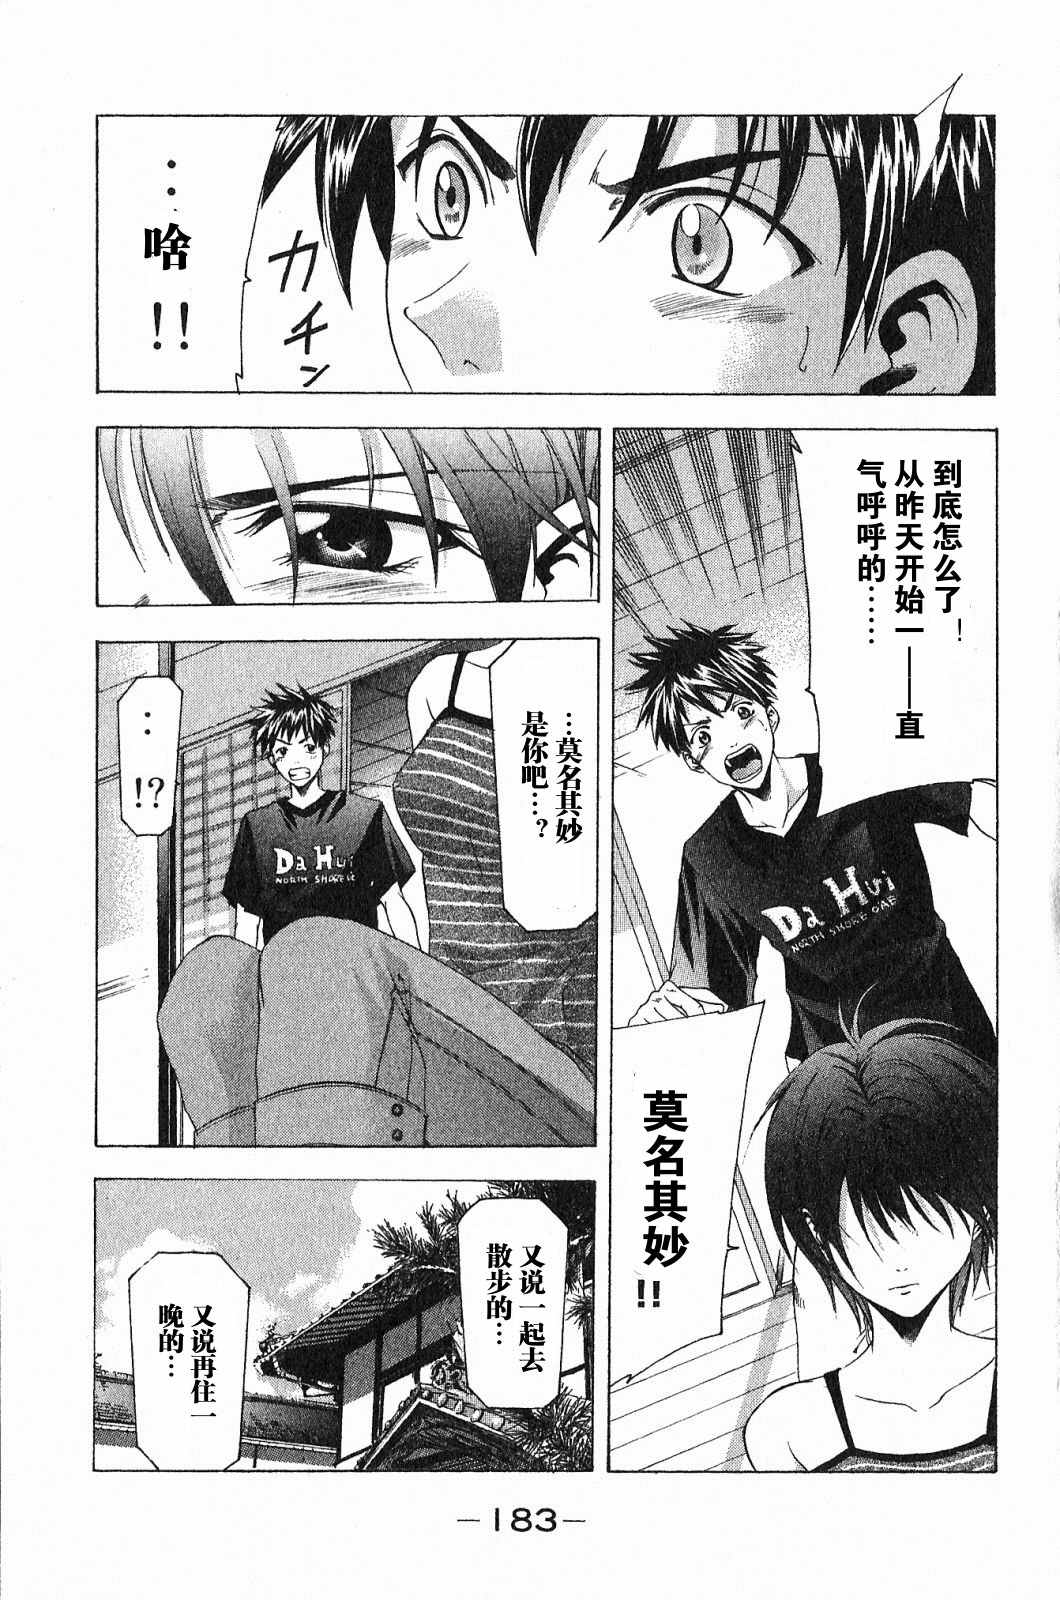 …啥!!
カチン
到底怎么了!
从昨天开始一——直
气呼呼的……
Da Hui
NORTH SHORE
莫名其妙!!
…莫名其妙
是你吧…?
Da Hui
NORTH SHORE
…!?
又说一起去
散步的…
又说再住一
晚的…
—183—